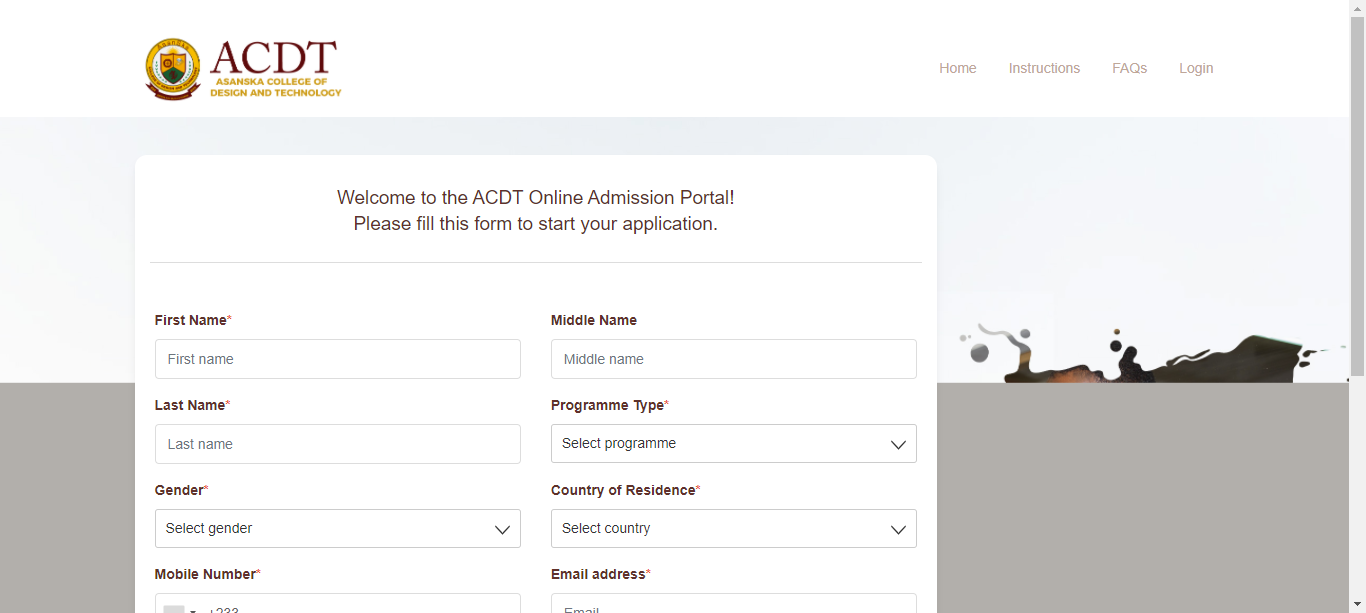 Asanska
ACDT
ASANSKA COLLEGE OF
DESIGN AND TECHNOLOGY
Home Instructions FAQs Login
Welcome to the ACDT Online Admission Portal!
Please fill this form to start your application.
First Name* Middle Name
First name Middle name
Last Name* Programme Type*
Last name Select programme
Gender* Country of Residence*
Select gender Select country
Mobile Number* Email address*
+233 Email